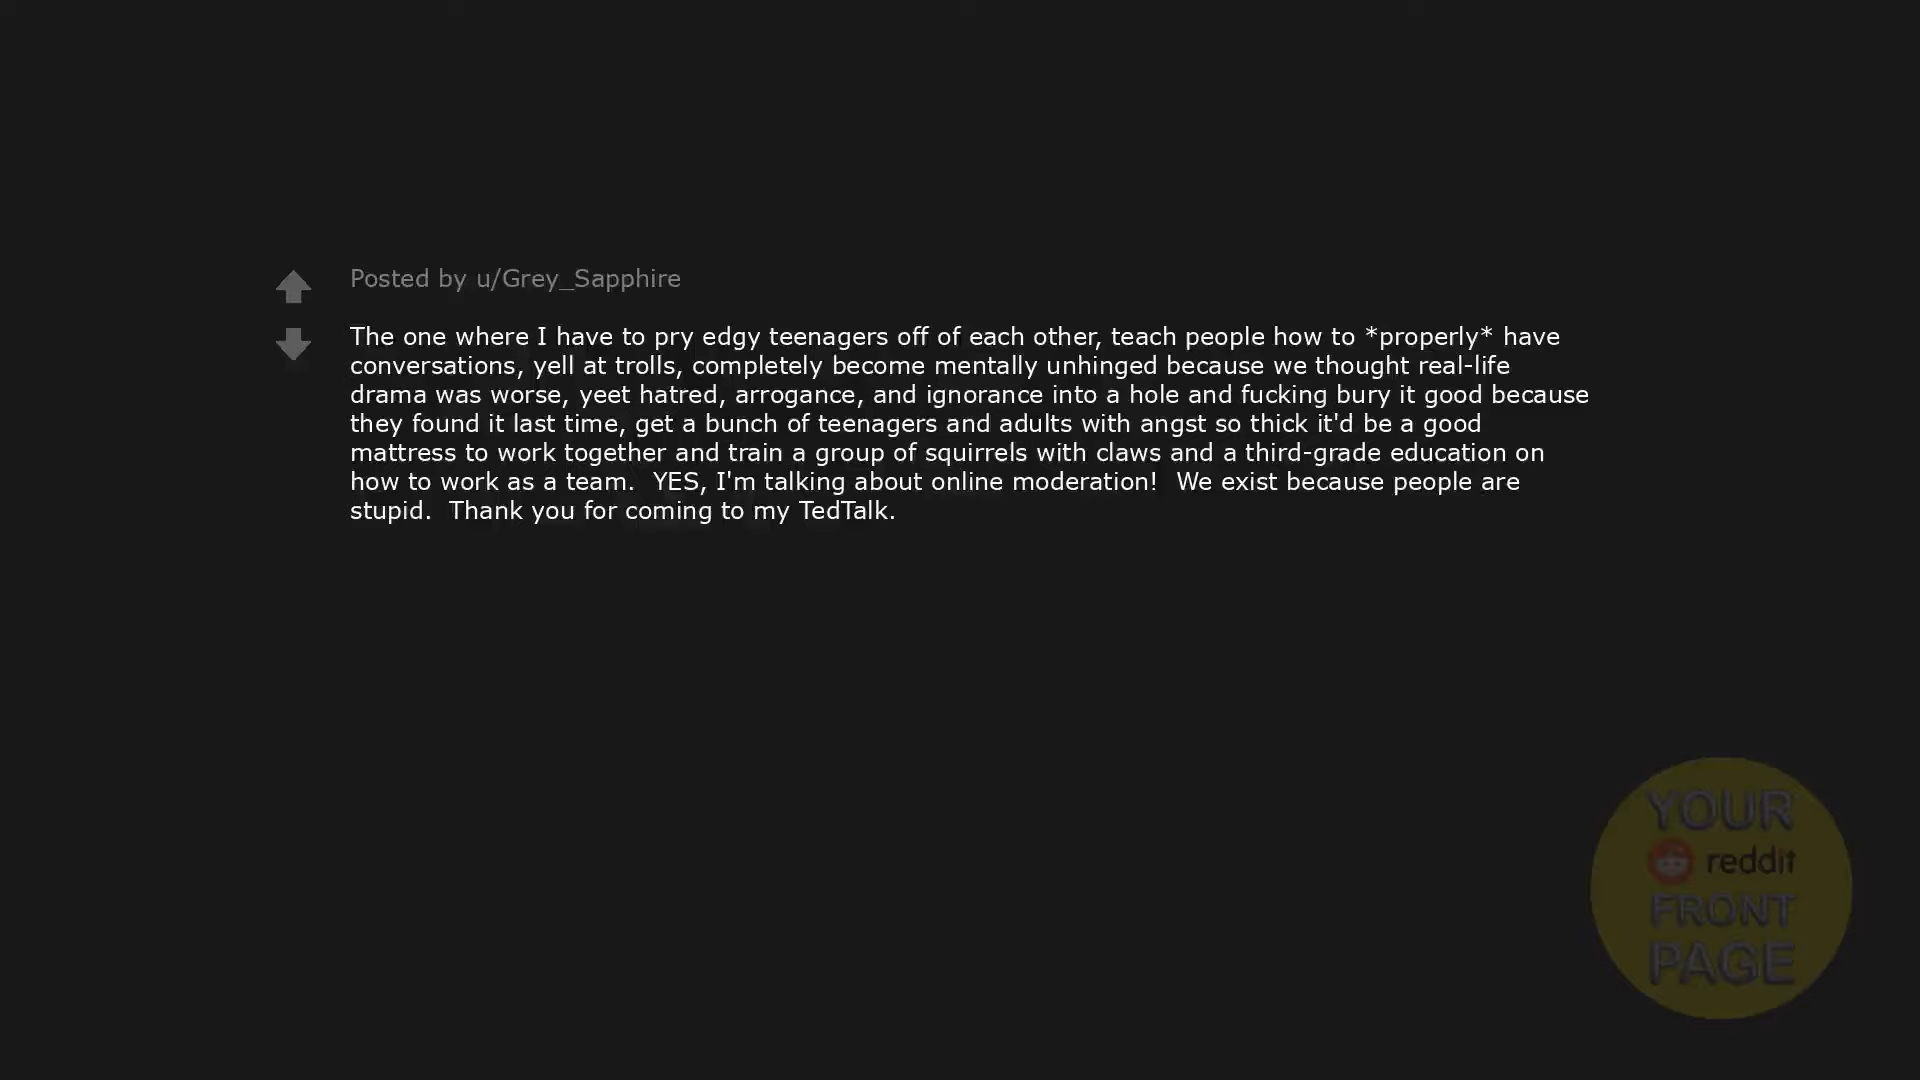 Posted by u/Grey_Sapphire
The one where I have to pry edgy teenagers off of each other, teach people how to *properly* have
conversations, yell at trolls, completely become mentally unhinged because we thought real-life
drama was worse, yeet hatred, arrogance, and ignorance into a hole and fucking bury it good because
they found it last time, get a bunch of teenagers and adults with angst so thick it'd be a good
mattress to work together and train a group of squirrels with claws and a third-grade education on
how to work as a team.  YES, I'm talking about online moderation!  We exist because people are
stupid.  Thank you for coming to my TedTalk.
YOUR
reddit
FRONT
PAGE